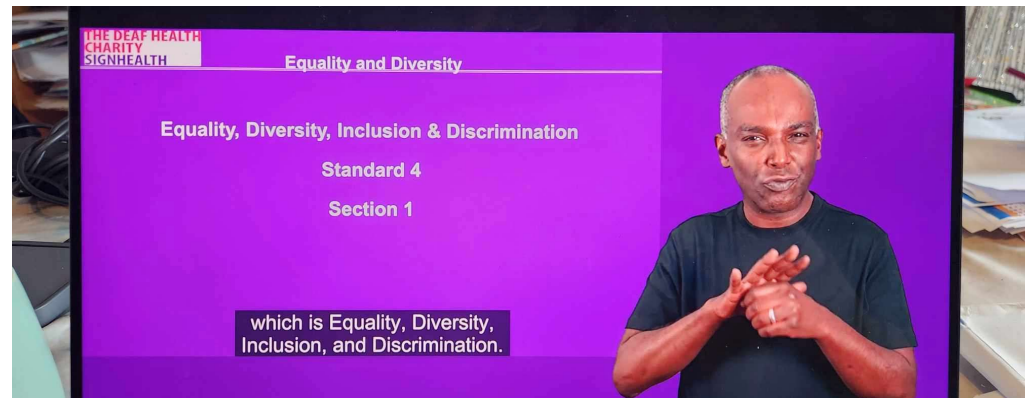 THE DEAF HEALTH
CHARITY
SIGNHEALTH
Equality and Diversity
Equality, Diversity, Inclusion & Discrimination
Standard 4
Section 1
which is Equality, Diversity,
Inclusion, and Discrimination.